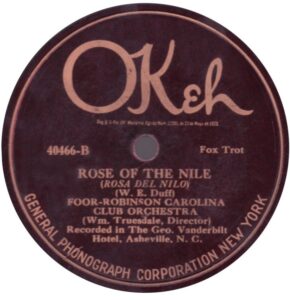 OKeh
40466-B
Fox Trot
ROSE OF THE NILE
(ROSA DEL NILO)
(W. E. Duff)
FOOR-ROBINSON CAROLINA
CLUB ORCHESTRA
(Wm. Truesdale, Director)
Recorded in The Geo. Vanderbilt
Hotel, Asheville, N. C.
GENERAL PHONOGRAPH CORPORATION NEW YORK